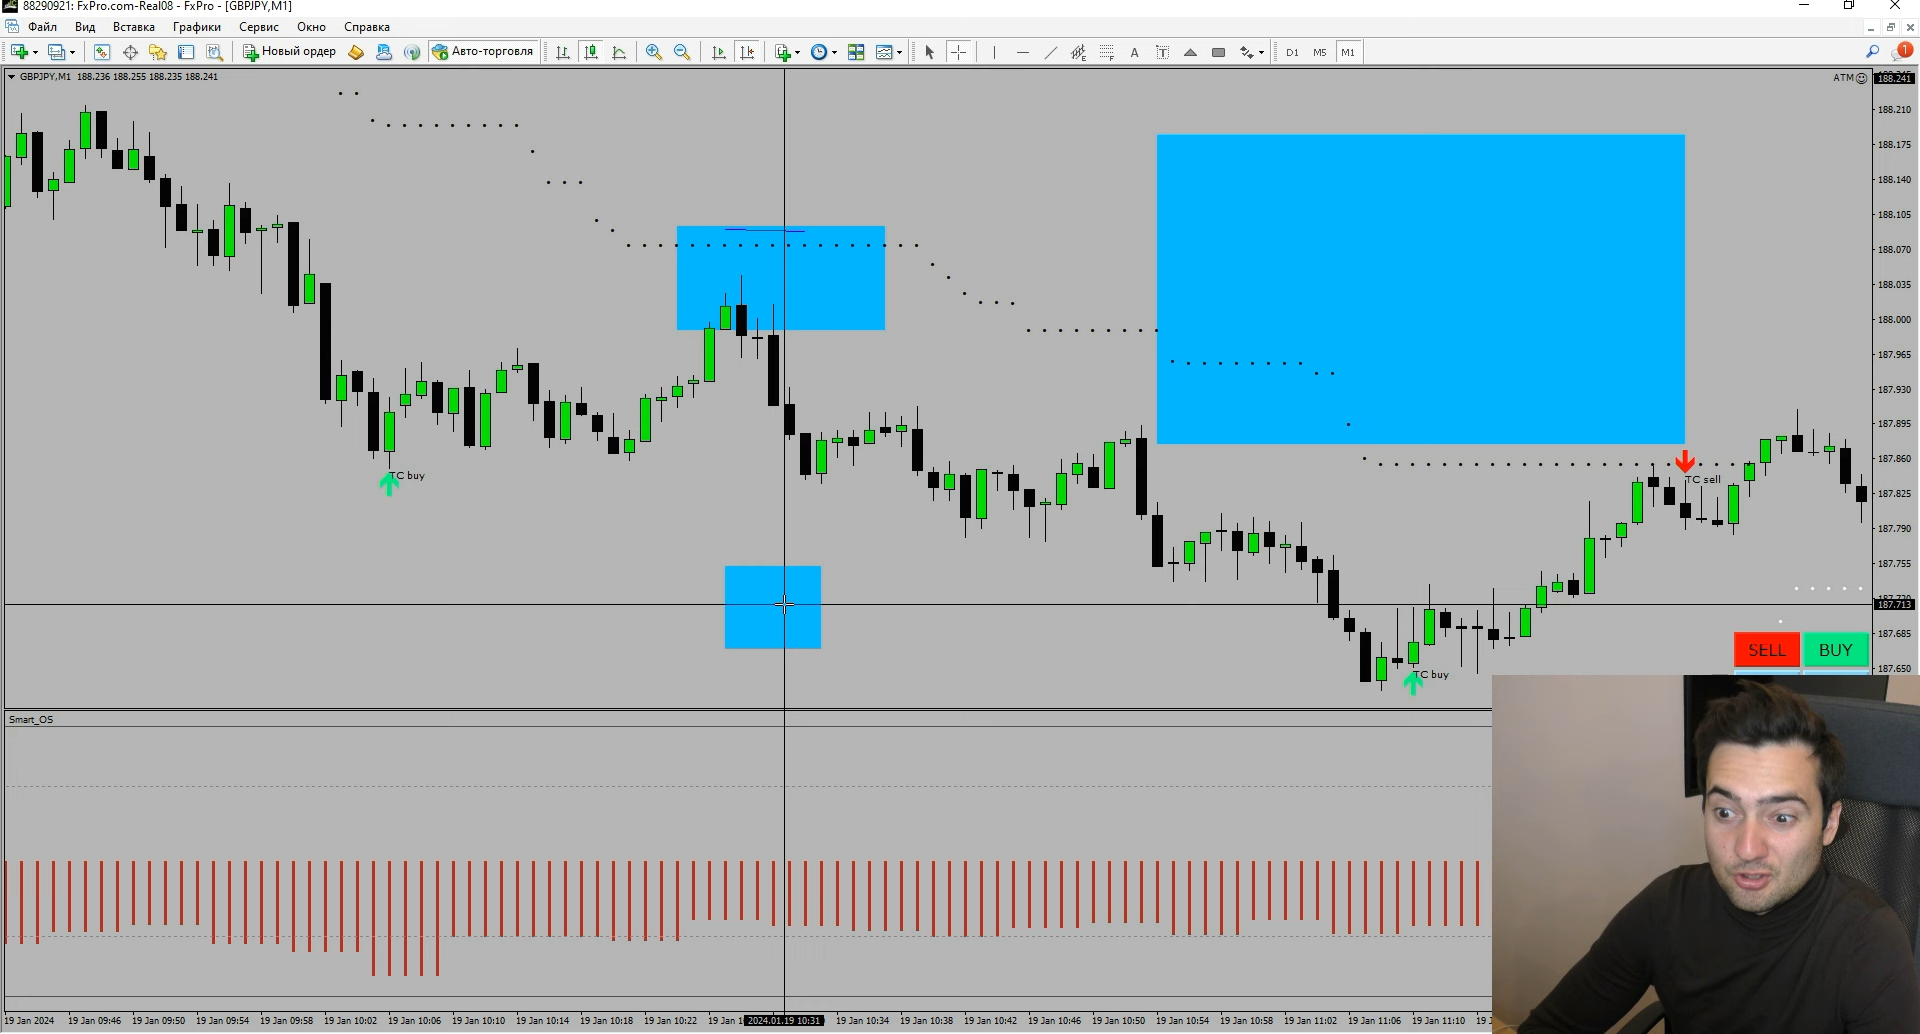 88290921: FxPro.com-Real08 - FxPro - [GBPJPY,M1]
Файл Вид Вставка Графики Сервис Окно Справка
Новый ордер Авто-торговля A T D1 M5 M1 1
GBPJPY,M1 188.236 188.255 188.235 188.241
ATM
188.241
188.210
188.175
188.140
188.105
188.070
188.035
188.000
187.965
187.930
187.895
187.860
TC buy
TC sell
187.825
187.790
187.755
187.713
187.685
SELL BUY
187.650
TC buy
Smart_OS
19 Jan 2024 19 Jan 09:46 19 Jan 09:50 19 Jan 09:54 19 Jan 09:58 19 Jan 10:02 19 Jan 10:06 19 Jan 10:10 19 Jan 10:14 19 Jan 10:18 19 Jan 10:22 2024.01.19 10:31 19 Jan 10:34 19 Jan 10:38 19 Jan 10:42 19 Jan 10:46 19 Jan 10:50 19 Jan 10:54 19 Jan 10:58 19 Jan 11:02 19 Jan 11:06 19 Jan 11:10